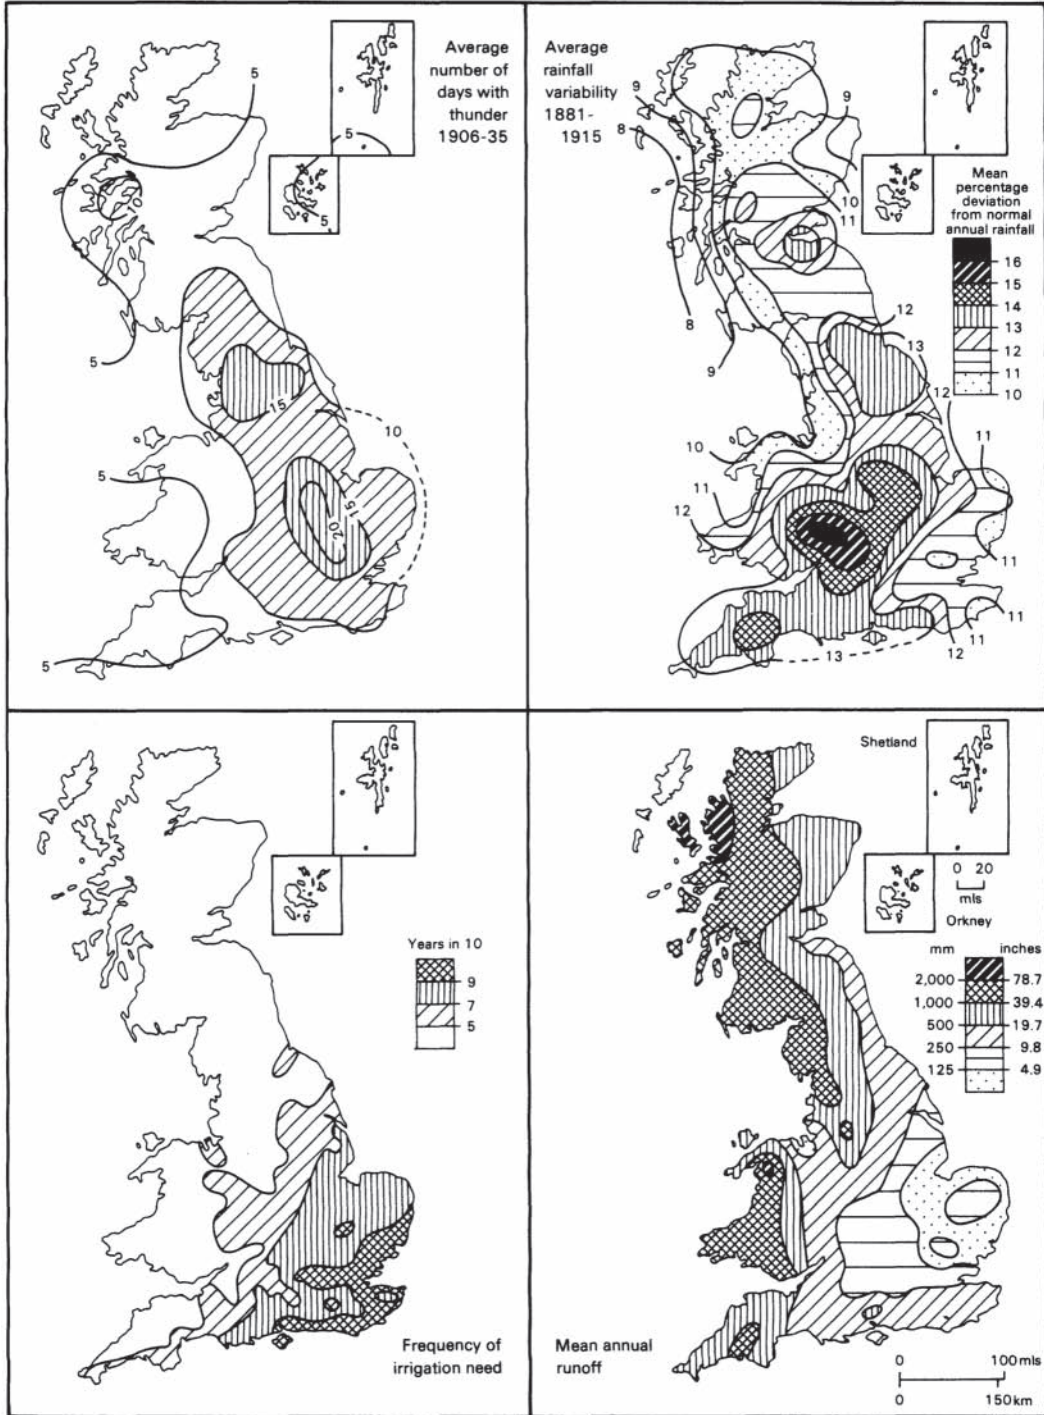 Average
number of
days with
thunder
1906-35
5
5
5
5
5
5
15
10
15
20
5
Average
rainfall
variability
1881-
1915
9
8
9
10
11
Mean
percentage
deviation
from normal
annual rainfall
16
15
14
13
12
11
10
8
9
12
13
12
11
10
11
12
11
11
11
12
13
Years in 10
9
7
5
Frequency of
irrigation need
Shetland
0 20
mls
Orkney
mm inches
2,000 78.7
1,000 39.4
500 19.7
250 9.8
125 4.9
Mean annual
runoff
0 100 mls
0 150 km